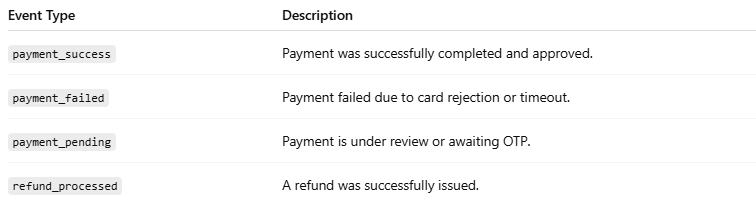 Event Type Description
payment_success Payment was successfully completed and approved.
payment_failed Payment failed due to card rejection or timeout.
payment_pending Payment is under review or awaiting OTP.
refund_processed A refund was successfully issued.